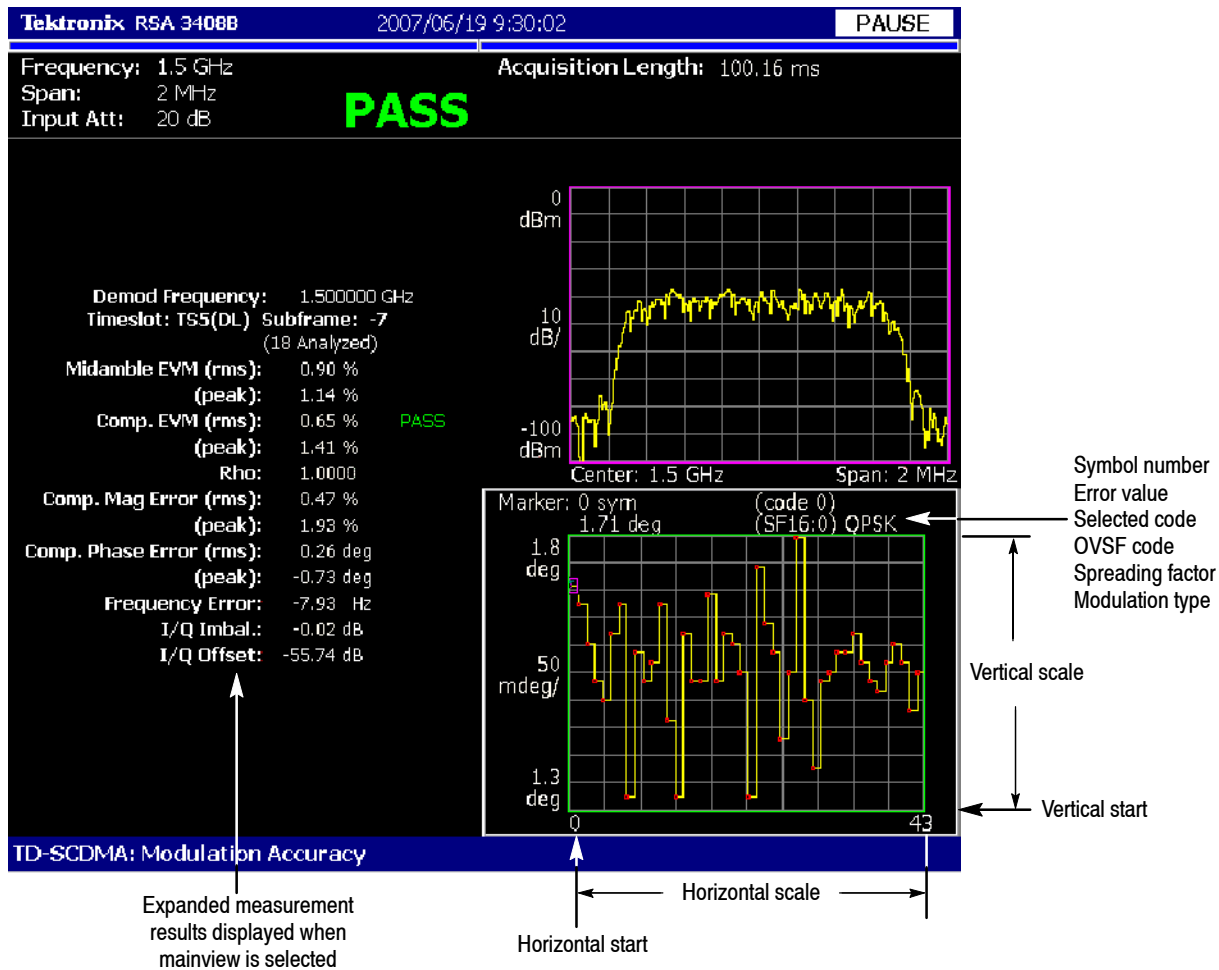 Tektronix RSA 3408B 2007/06/19 9:30:02 PAUSE
Frequency: 1.5 GHz
Span: 2 MHz
Input Att: 20 dB
PASS
Acquisition Length: 100.16 ms
Demod Frequency: 1.500000 GHz
Timeslot: TS5(DL) Subframe: -7
(18 Analyzed)
Midamble EVM (rms): 0.90 %
(peak): 1.14 %
Comp. EVM (rms): 0.65 % PASS
(peak): 1.41 %
Rho: 1.0000
Comp. Mag Error (rms): 0.47 %
(peak): 1.93 %
Comp. Phase Error (rms): 0.26 deg
(peak): -0.73 deg
Frequency Error: -7.93 Hz
I/Q Imbal.: -0.02 dB
I/Q Offset: -55.74 dB
0
dBm
10
dB/
-100
dBm
Center: 1.5 GHz Span: 2 MHz
Marker: 0 sym (code 0)
1.71 deg (SF16:0) QPSK
1.8
deg
50
mdeg/
1.3
deg
0 43
TD-SCDMA: Modulation Accuracy
Symbol number
Error value
Selected code
OVSF code
Spreading factor
Modulation type
Vertical scale
Vertical start
Horizontal scale
Horizontal start
Expanded measurement
results displayed when
mainview is selected